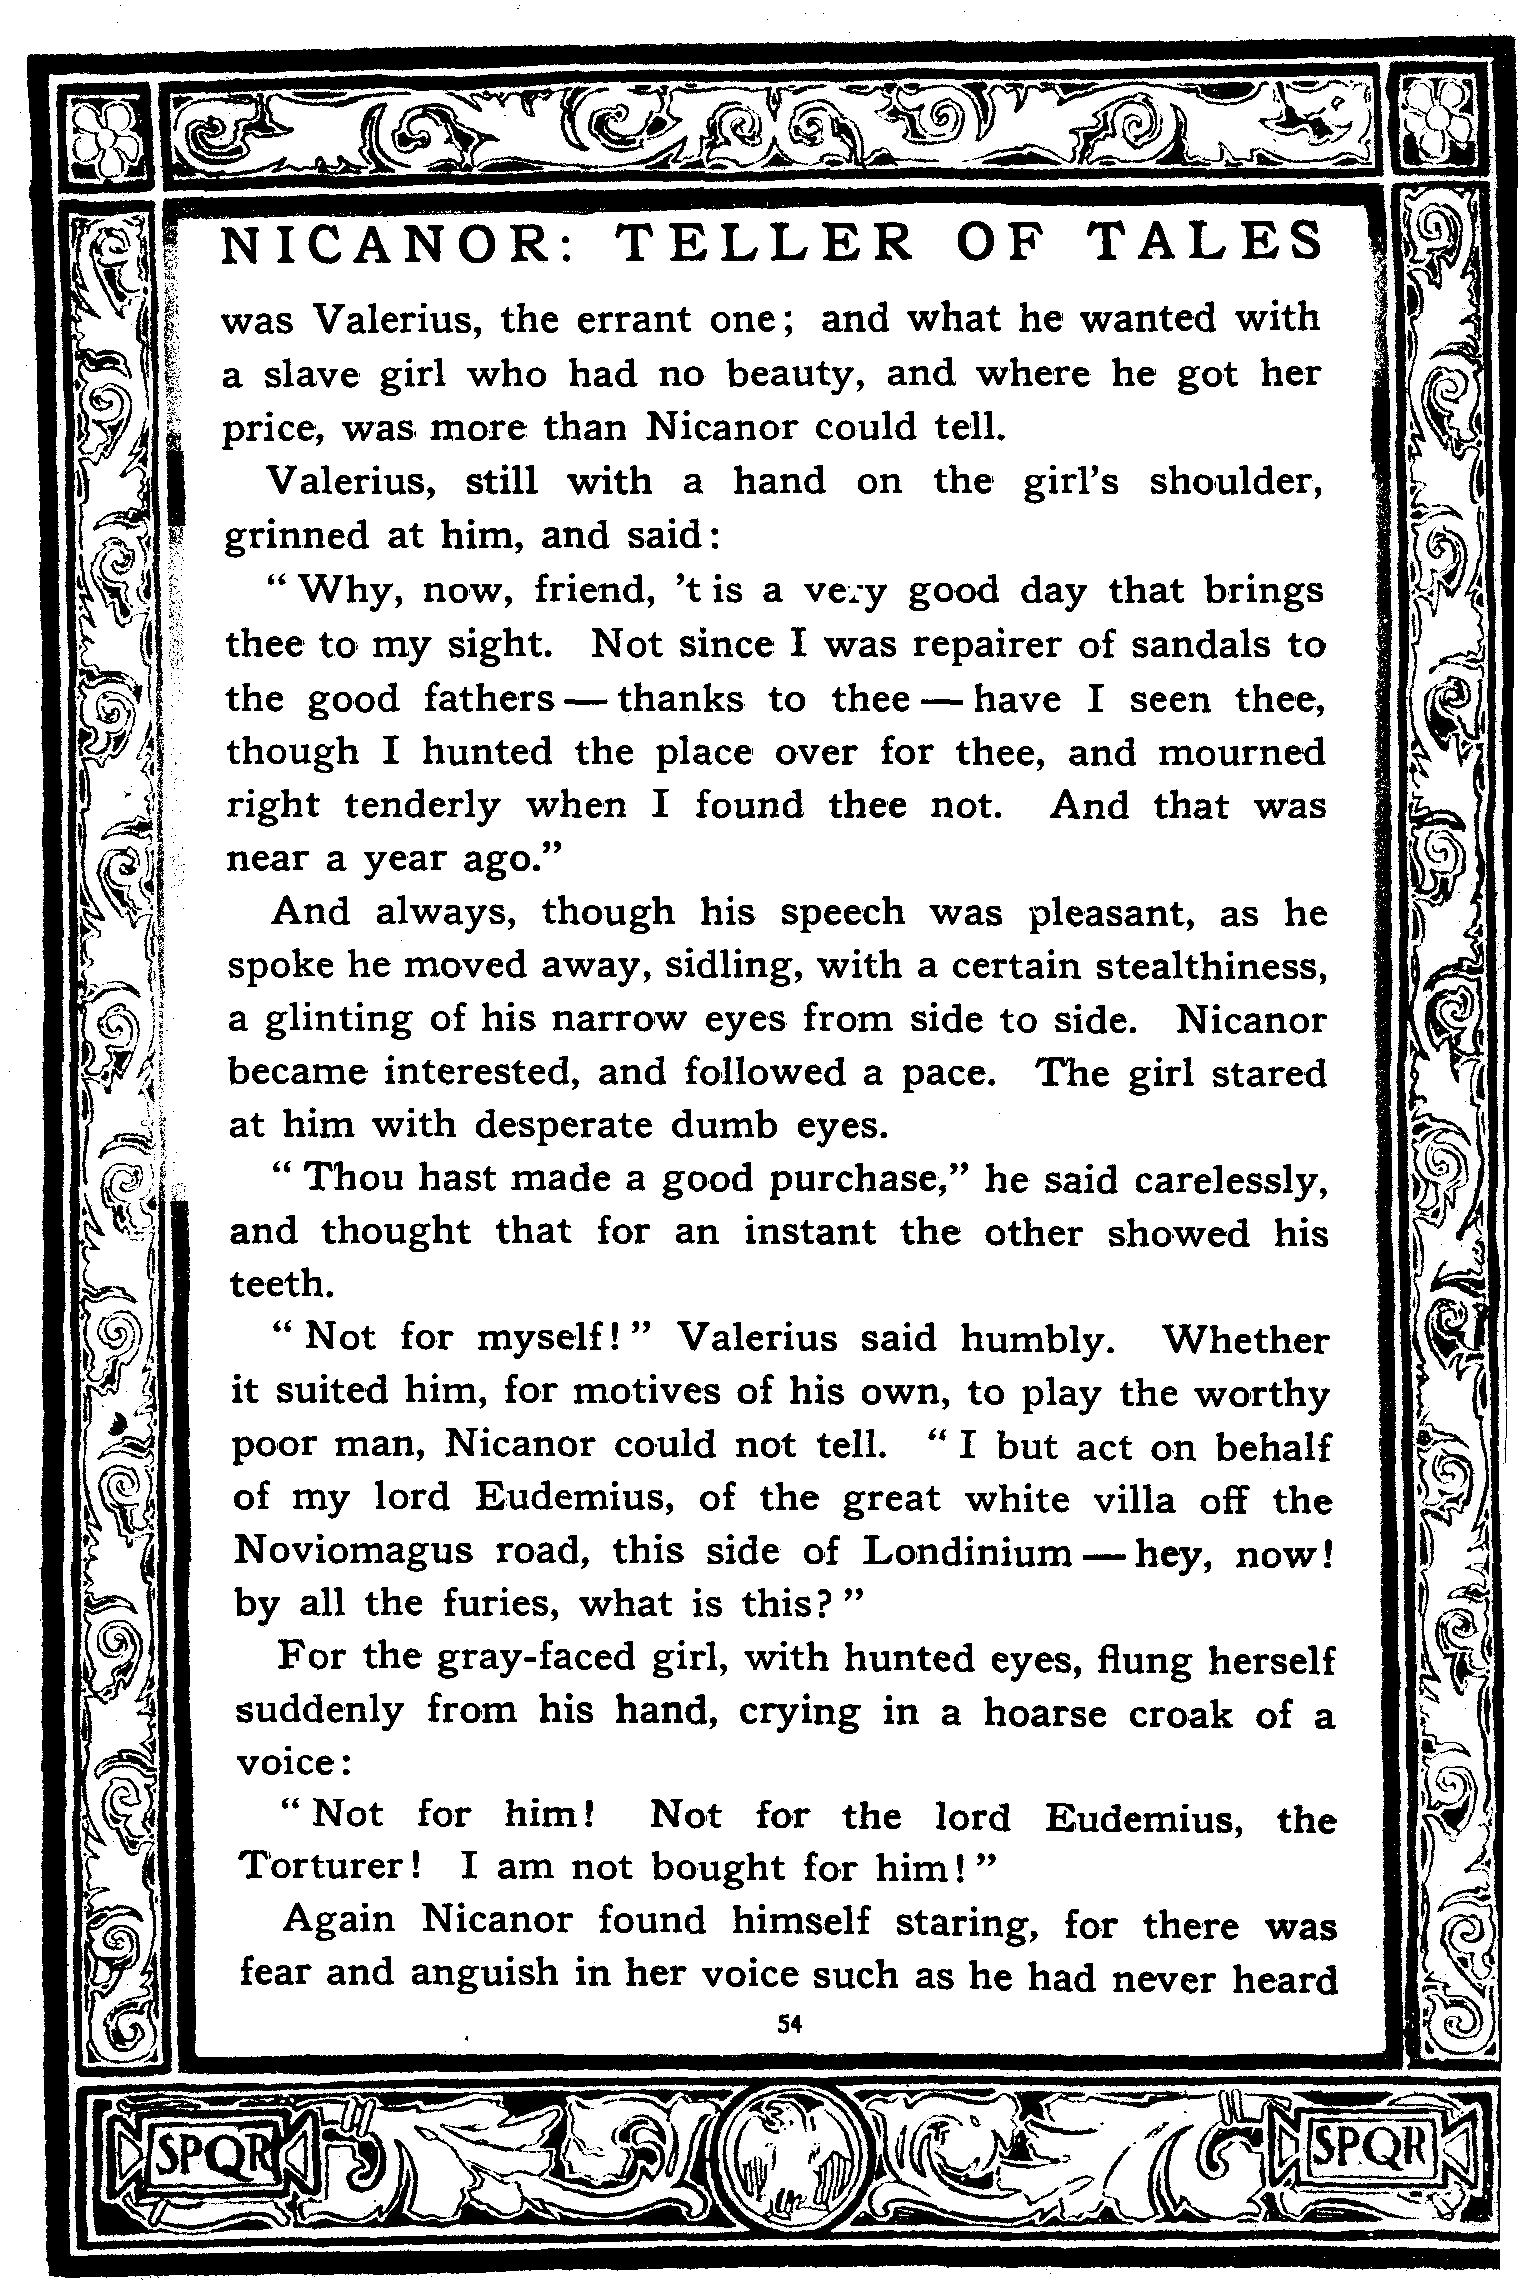 NICANOR: TELLER OF TALES
was Valerius, the errant one; and what he wanted with
a slave girl who had no beauty, and where he got her
price, was more than Nicanor could tell.
Valerius, still with a hand on the girl's shoulder,
grinned at him, and said:
"Why, now, friend, 't is a very good day that brings
thee to my sight. Not since I was repairer of sandals to
the good fathers — thanks to thee — have I seen thee,
though I hunted the place over for thee, and mourned
right tenderly when I found thee not. And that was
near a year ago."
And always, though his speech was pleasant, as he
spoke he moved away, sidling, with a certain stealthiness,
a glinting of his narrow eyes from side to side. Nicanor
became interested, and followed a pace. The girl stared
at him with desperate dumb eyes.
"Thou hast made a good purchase," he said carelessly,
and thought that for an instant the other showed his
teeth.
"Not for myself!" Valerius said humbly. Whether
it suited him, for motives of his own, to play the worthy
poor man, Nicanor could not tell. "I but act on behalf
of my lord Eudemius, of the great white villa off the
Noviomagus road, this side of Londinium — hey, now!
by all the furies, what is this?"
For the gray-faced girl, with hunted eyes, flung herself
suddenly from his hand, crying in a hoarse croak of a
voice:
"Not for him! Not for the lord Eudemius, the
Torturer! I am not bought for him!"
Again Nicanor found himself staring, for there was
fear and anguish in her voice such as he had never heard
54
SPQR SPQR